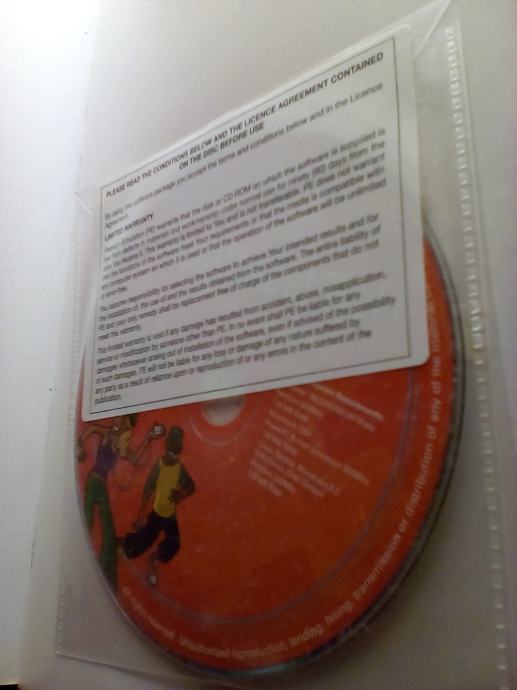 PLEASE READ THE CONDITIONS BELOW AND THE LICENCE AGREEMENT CONTAINED
ON THE DISC BEFORE USE
By using the software package you accept the terms and conditions below and in the Licence
Agreement.
LIMITED WARRANTY
Pearson Education (PE) warrants that the disk or CD ROM on which the software is supplied is
free from defects in materials and workmanship under normal use for ninety (90) days from the
date You receive it. This warranty is limited to You and is not transferable. PE does not warrant
that the functions of the software meet Your requirements or that the media is compatible with
any computer system on which it is used or that the operation of the software will be unlimited
or error-free.
You assume responsibility for selecting the software to achieve Your intended results and for
the installation of, the use of and the results obtained from the software. The entire liability of
PE and your only remedy shall be replacement free of charge of the components that do not
meet this warranty.
This limited warranty is void if any damage has resulted from accident, abuse, misapplication,
service or modification by someone other than PE. In no event shall PE be liable for any
damages whatsoever arising out of installation of the software, even if advised of the possibility
of such damages. PE will not be liable for any loss or damage of any nature suffered by
any party as a result of reliance upon or reproduction of or any errors in the content of the
publication.
All rights reserved. Unauthorised reproduction, lending, hiring, transmission or distribution of any of the material